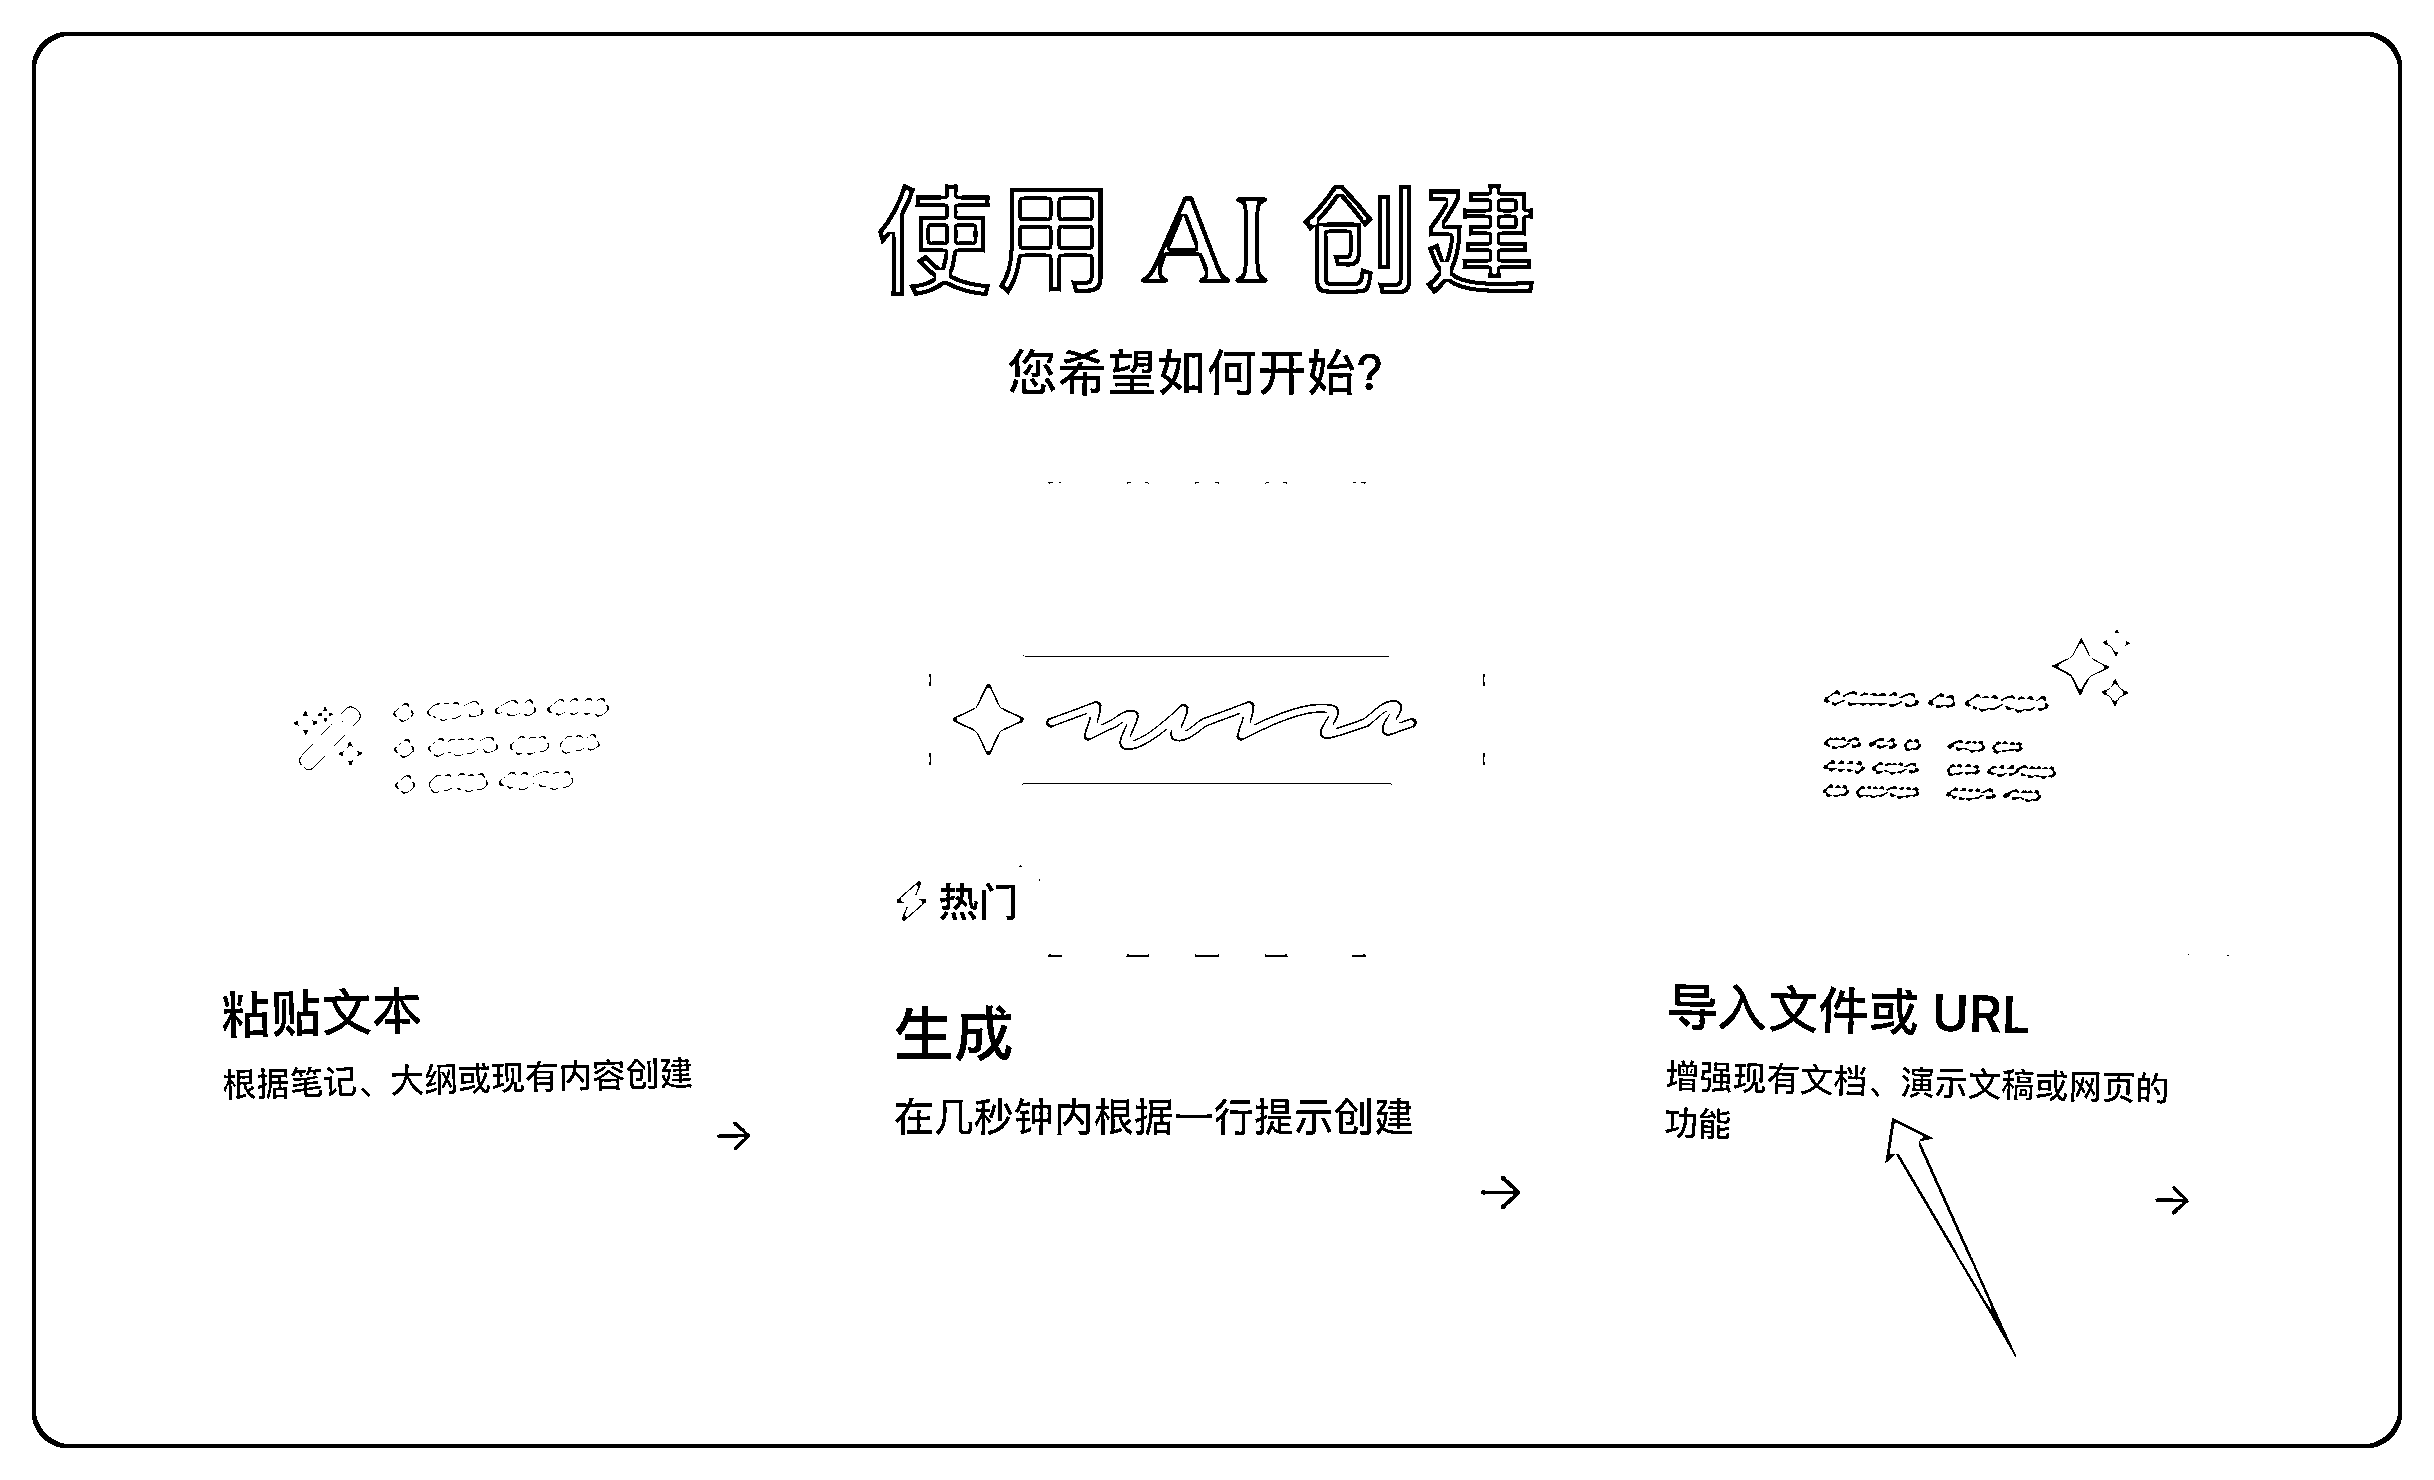 使用 AI 创建
您希望如何开始?
热门
粘贴文本
根据笔记、大纲或现有内容创建
生成
在几秒钟内根据一行提示创建
导入文件或 URL
增强现有文档、演示文稿或网页的
功能